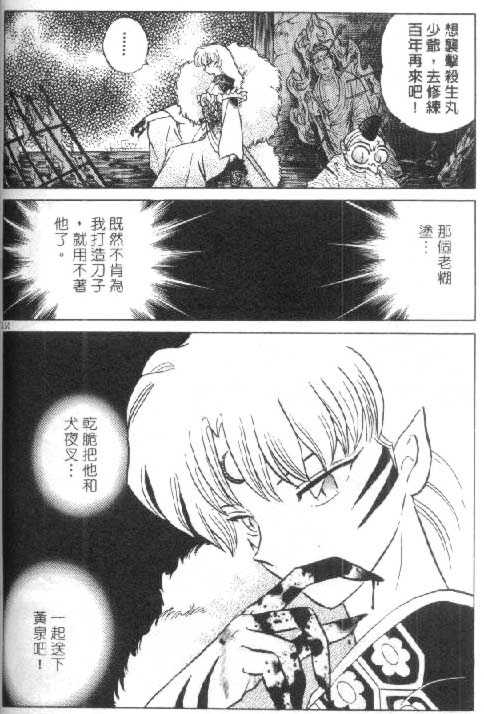 想襲擊殺生丸
少爺，去修練
百年再來吧！
……
那個老糊
塗…
既然不肯為
我打造刀子
，就用不著
他了。
乾脆把他和
犬夜叉…
一起送下
黃泉吧！